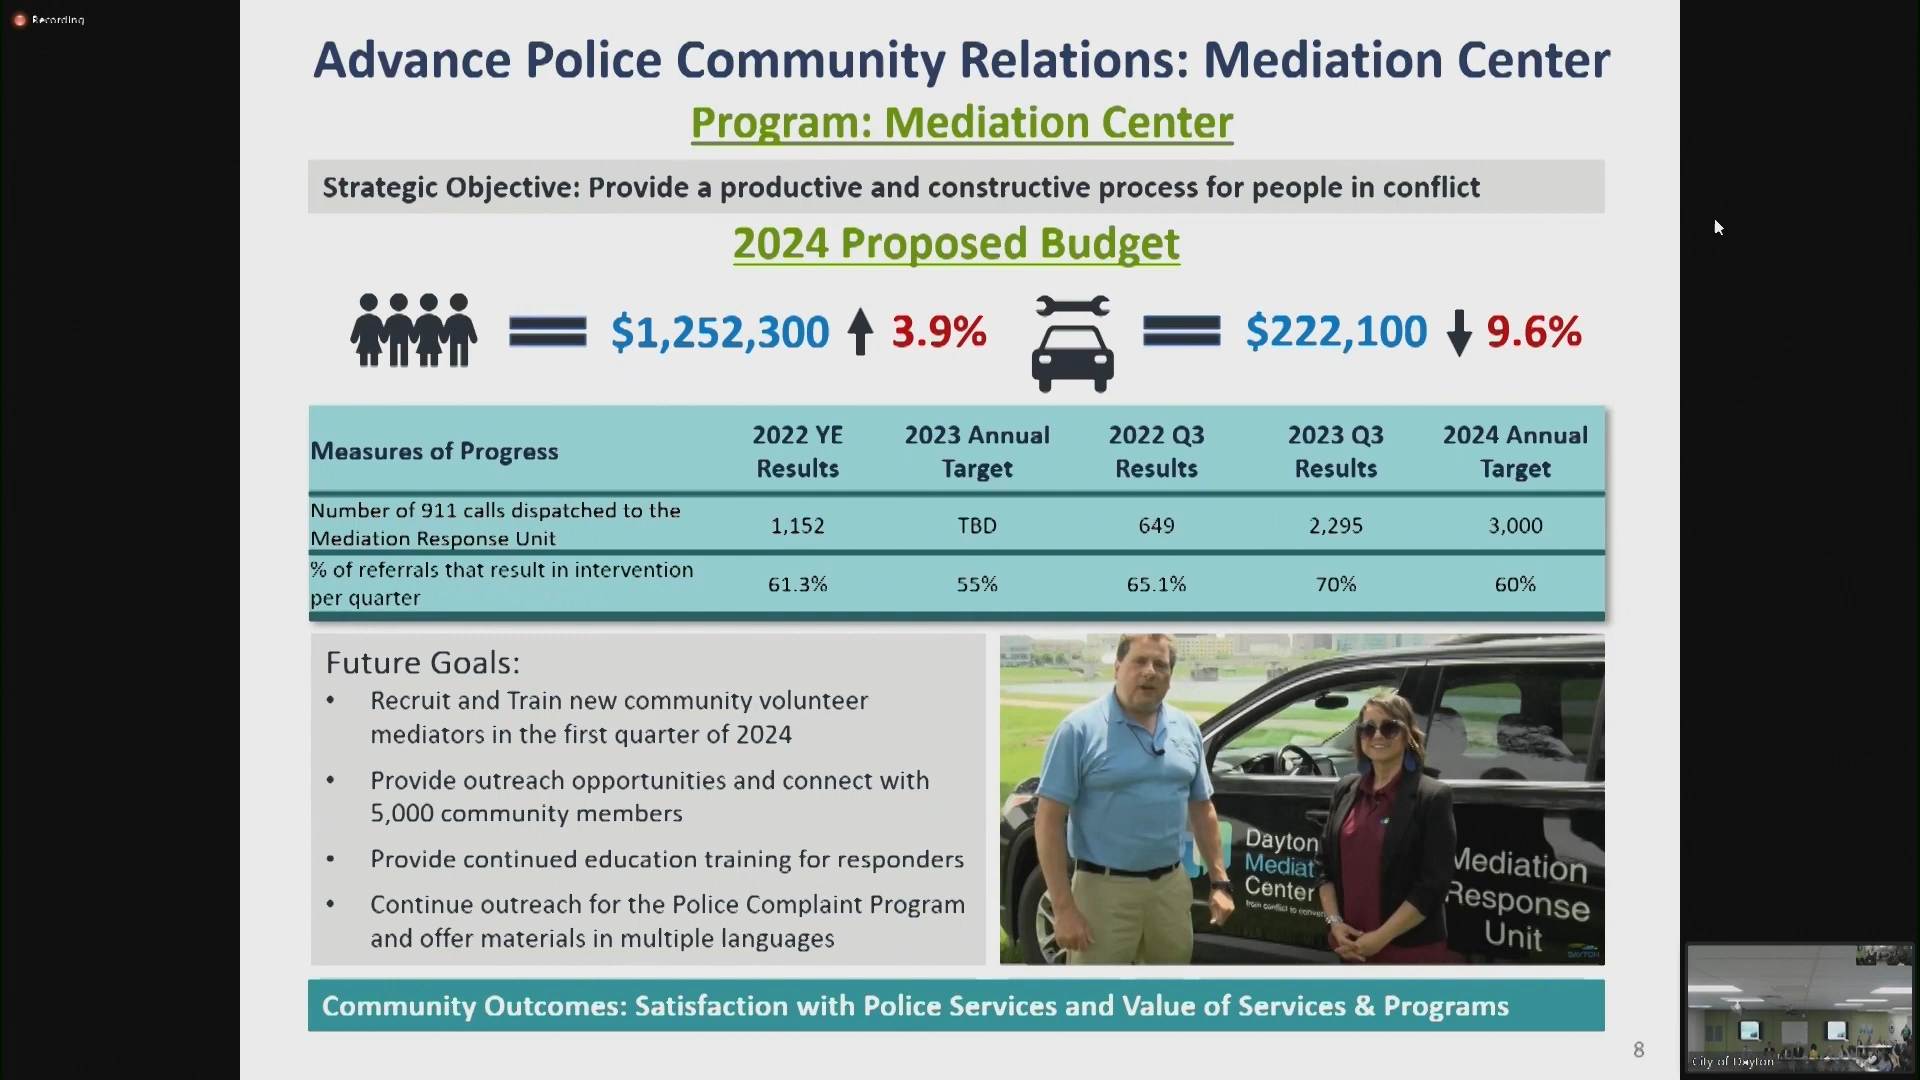 Recording
Advance Police Community Relations: Mediation Center
Program: Mediation Center
Strategic Objective: Provide a productive and constructive process for people in conflict
2024 Proposed Budget
$1,252,300 3.9% $222,100 9.6%
Measures of Progress 2022 YE Results 2023 Annual Target 2022 Q3 Results 2023 Q3 Results 2024 Annual Target
Number of 911 calls dispatched to the
Mediation Response Unit 1,152 TBD 649 2,295 3,000
% of referrals that result in intervention
per quarter 61.3% 55% 65.1% 70% 60%
Future Goals:
• Recruit and Train new community volunteer
mediators in the first quarter of 2024
• Provide outreach opportunities and connect with
5,000 community members
• Provide continued education training for responders
• Continue outreach for the Police Complaint Program
and offer materials in multiple languages
Dayton
Mediat
Center
from conflict to conver
Mediation
Response
Unit
DAYTON
Community Outcomes: Satisfaction with Police Services and Value of Services & Programs
8
City of Dayton